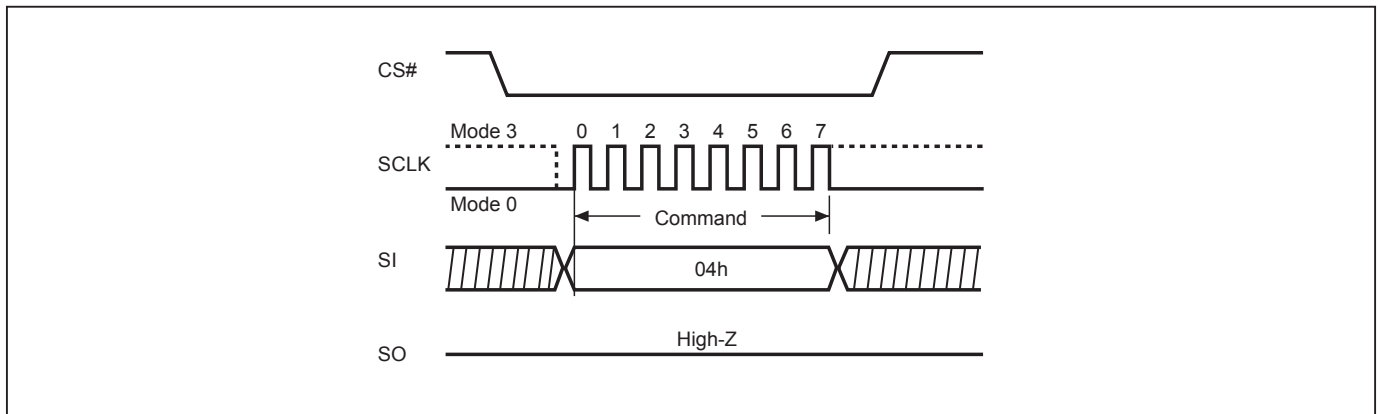 CS#
Mode 3 0 1 2 3 4 5 6 7
SCLK
Mode 0
Command
SI
04h
High-Z
SO